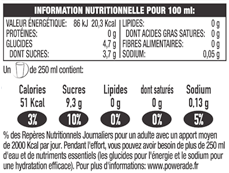 INFORMATION NUTRITIONNELLE POUR 100 ml:
VALEUR ÉNERGÉTIQUE: 86 kJ 20,3 Kcal LIPIDES: 0 g
PROTÉINES: 0 g DONT ACIDES GRAS SATURES: 0 g
GLUCIDES 4,7 g FIBRES ALIMENTAIRES: 0 g
DONT SUCRES: 3,7 g SODIUM: 0,05 g
Un de 250 ml contient:
Calories Sucres Lipides dont saturés Sodium
51 Kcal 9,3 g 0 g 0 g 0,13 g
3% 10% 0% 0% 5%
% des Repères Nutritionnels Journaliers pour un adulte avec un apport moyen
de 2000 Kcal par jour. Pendant l'effort, vous pouvez avoir besoin de plus de 250 ml
d'eau et de nutriments essentiels (les glucides pour l'énergie et le sodium pour
une hydratation efficace). Pour plus d'informations: www.powerade.fr.